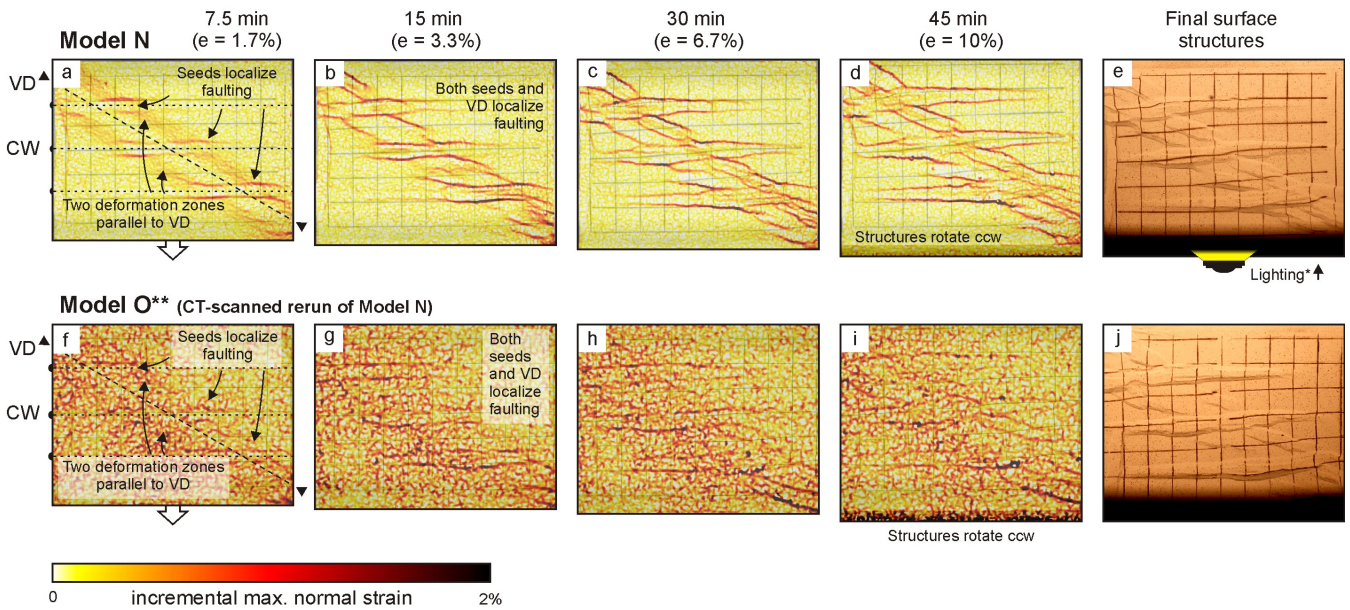 7.5 min
(e = 1.7%)
15 min
(e = 3.3%)
30 min
(e = 6.7%)
45 min
(e = 10%)
Final surface
structures
Model N
a
b
c
d
e
VD
CW
Seeds localize
faulting
Two deformation zones
parallel to VD
Both seeds and
VD localize
faulting
Structures rotate ccw
Lighting*
Model O** (CT-scanned rerun of Model N)
f
g
h
i
j
VD
CW
Seeds localize
faulting
Two deformation zones
parallel to VD
Both
seeds
and VD
localize
faulting
Structures rotate ccw
0
incremental max. normal strain
2%